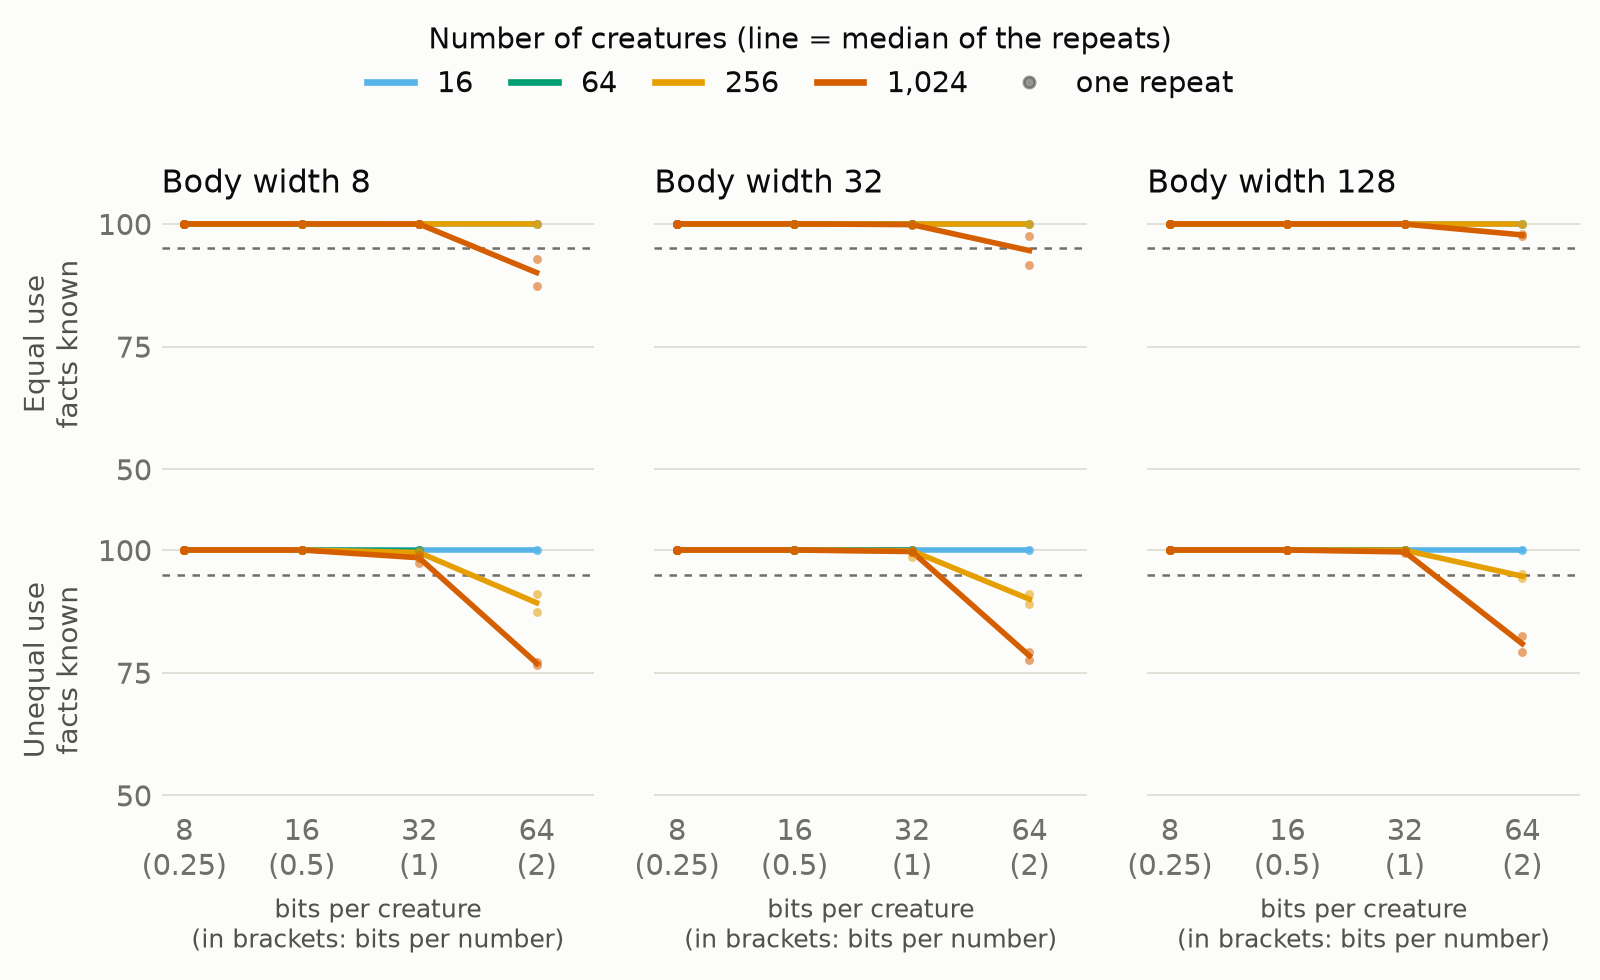 Number of creatures (line = median of the repeats)
16 64 256 1,024 one repeat
Body width 8 Body width 32 Body width 128
Equal use
facts known
100
75
50
Unequal use
facts known
100
75
50
8 16 32 64 8 16 32 64 8 16 32 64
(0.25) (0.5) (1) (2) (0.25) (0.5) (1) (2) (0.25) (0.5) (1) (2)
bits per creature bits per creature bits per creature
(in brackets: bits per number) (in brackets: bits per number) (in brackets: bits per number)